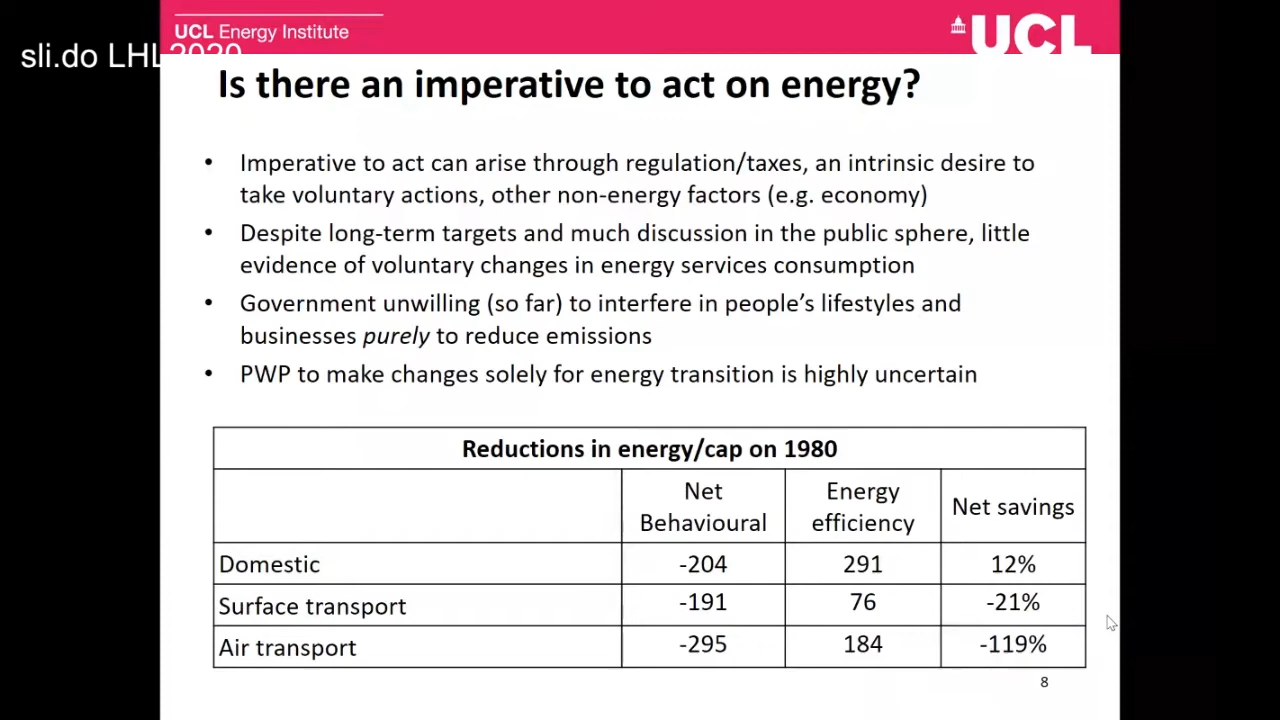 UCL Energy Institute
UCL
sli.do LHL 2020
Is there an imperative to act on energy?
• Imperative to act can arise through regulation/taxes, an intrinsic desire to
take voluntary actions, other non-energy factors (e.g. economy)
• Despite long-term targets and much discussion in the public sphere, little
evidence of voluntary changes in energy services consumption
• Government unwilling (so far) to interfere in people's lifestyles and
businesses purely to reduce emissions
• PWP to make changes solely for energy transition is highly uncertain
Reductions in energy/cap on 1980
Net
Behavioural
Energy
efficiency
Net savings
Domestic -204 291 12%
Surface transport -191 76 -21%
Air transport -295 184 -119%
8